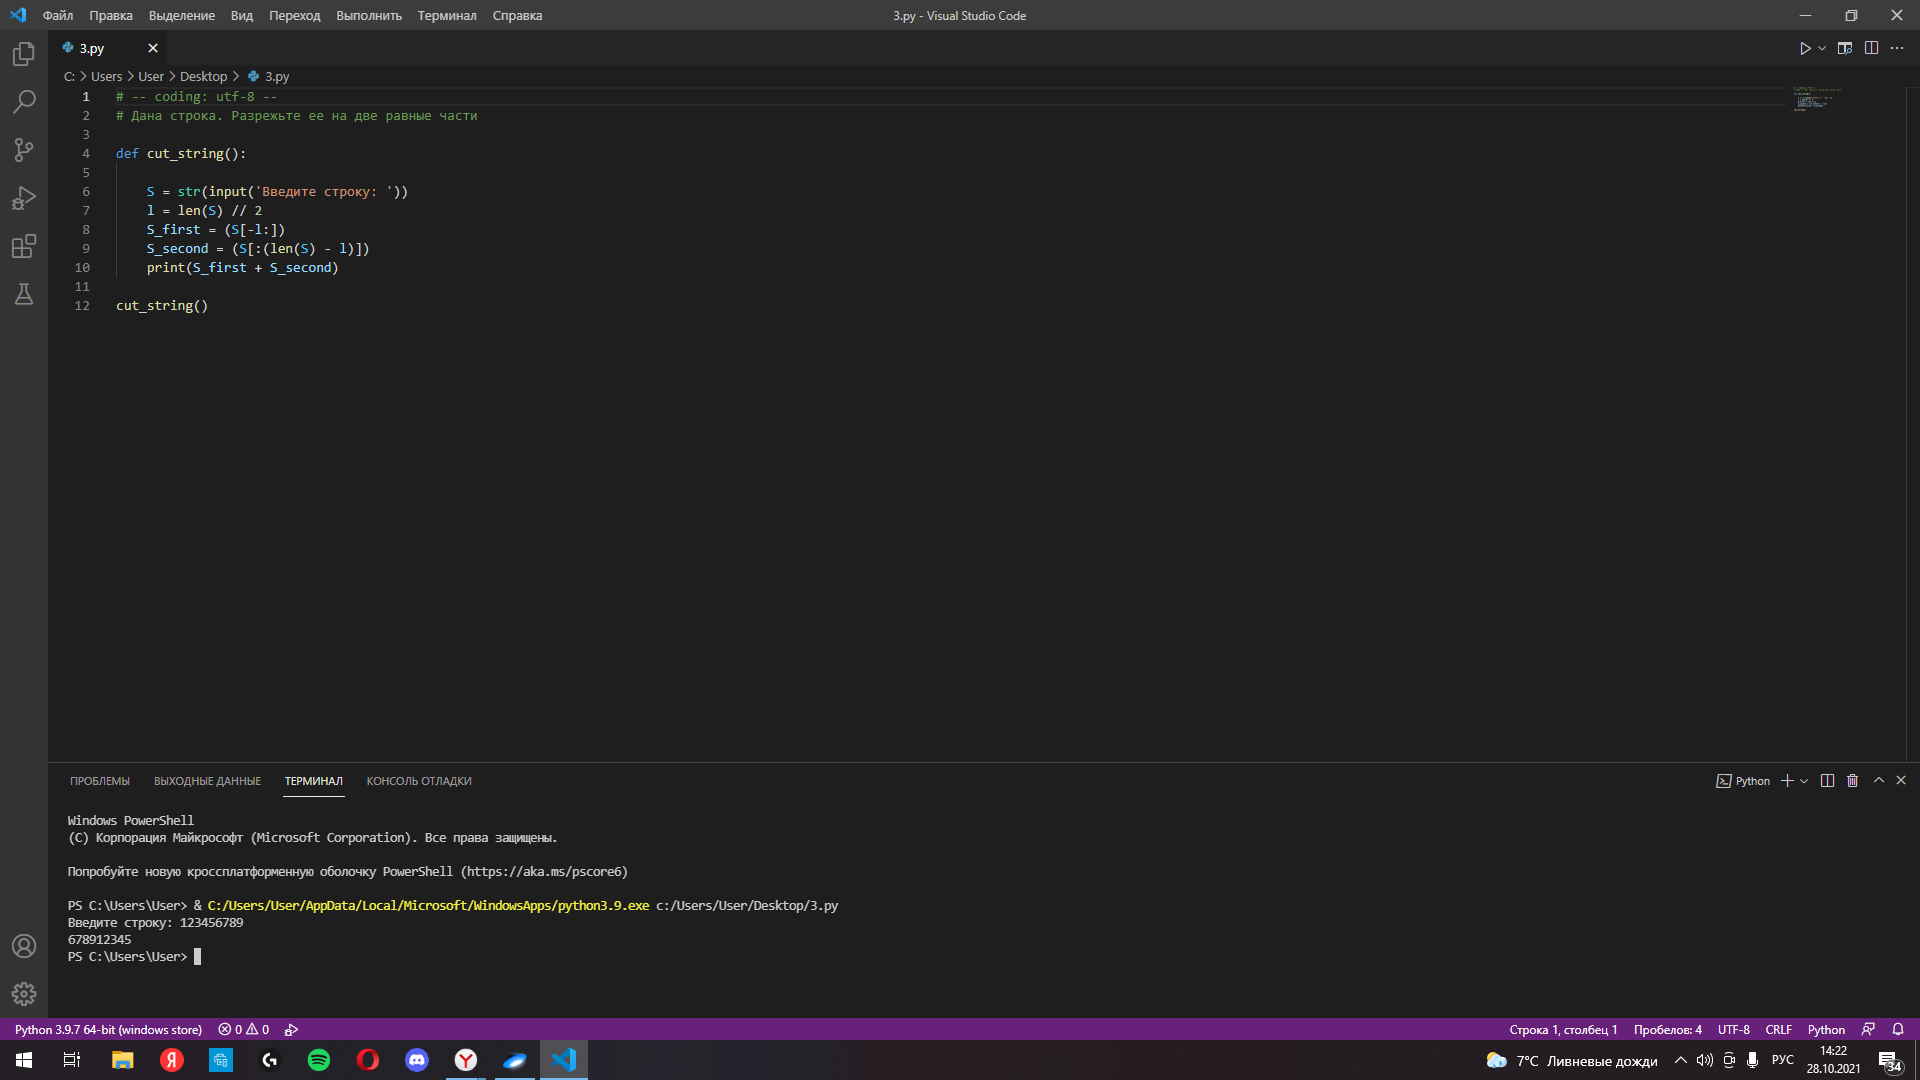 Файл Правка Выделение Вид Переход Выполнить Терминал Справка 3.py - Visual Studio Code
3.py
C: > Users > User > Desktop > 3.py
1 # -- coding: utf-8 --
2 # Дана строка. Разрежьте ее на две равные части
3
4 def cut_string():
5
6 S = str(input('Введите строку: '))
7 l = len(S) // 2
8 S_first = (S[-l:])
9 S_second = (S[:(len(S) - l)])
10 print(S_first + S_second)
11
12 cut_string()
ПРОБЛЕМЫ ВЫХОДНЫЕ ДАННЫЕ ТЕРМИНАЛ КОНСОЛЬ ОТЛАДКИ Python
Windows PowerShell
(C) Корпорация Майкрософт (Microsoft Corporation). Все права защищены.
Попробуйте новую кроссплатформенную оболочку PowerShell (https://aka.ms/pscore6)
PS C:\Users\User> & C:/Users/User/AppData/Local/Microsoft/WindowsApps/python3.9.exe c:/Users/User/Desktop/3.py
Введите строку: 123456789
678912345
PS C:\Users\User>
Python 3.9.7 64-bit (windows store) 0 0 Строка 1, столбец 1 Пробелов: 4 UTF-8 CRLF Python
7°C Ливневые дожди РУС 14:22
28.10.2021 34